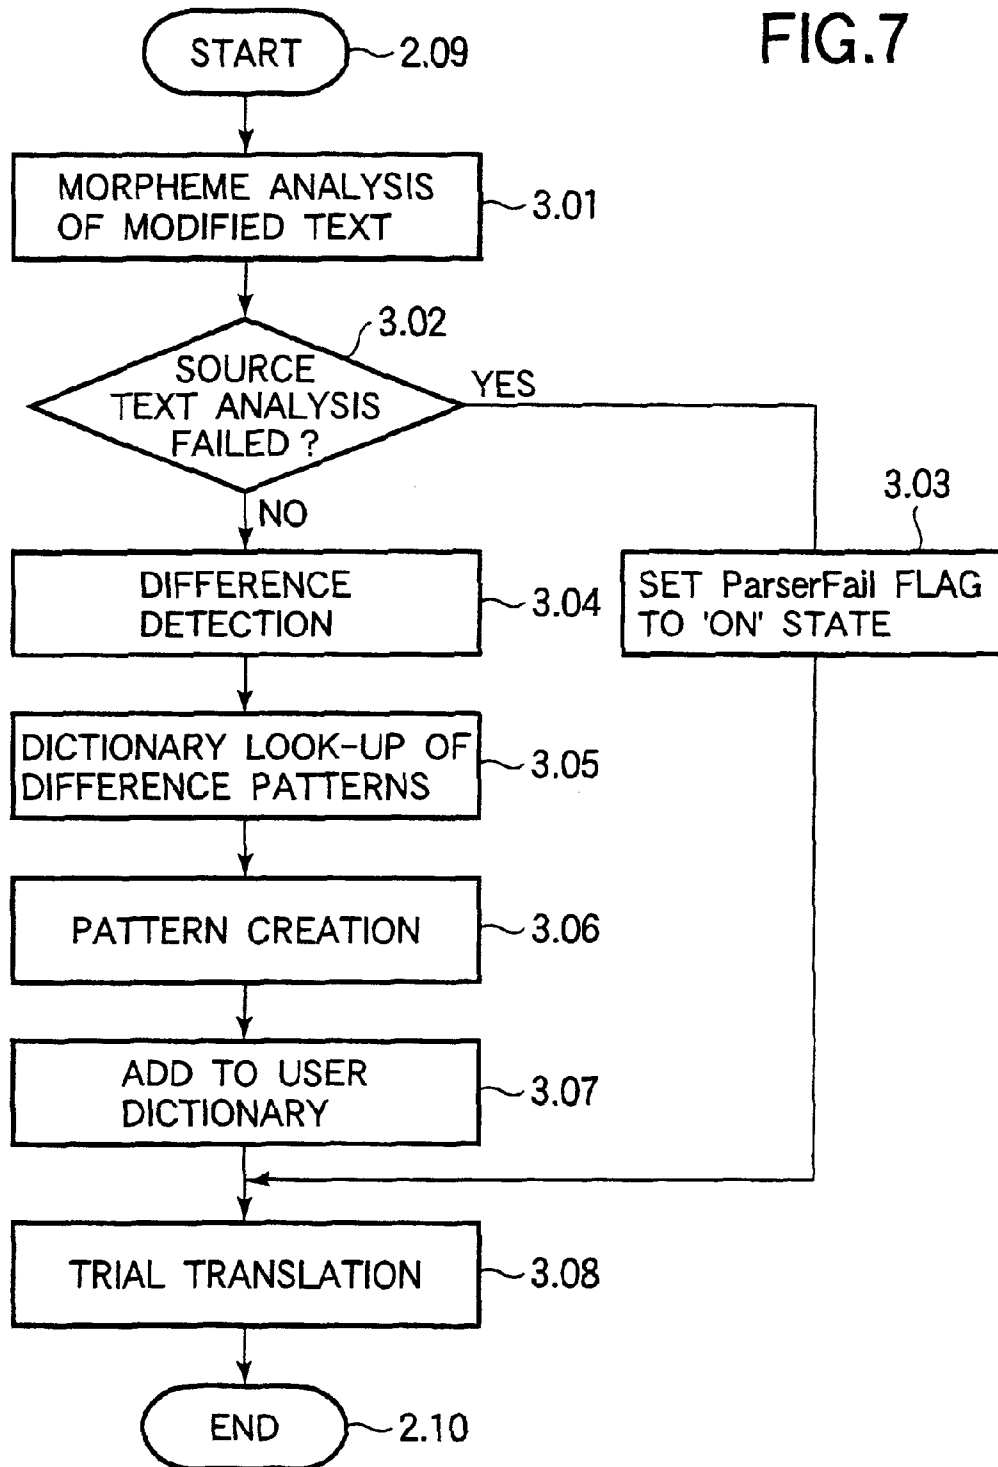 FIG.7
START
2.09
MORPHEME ANALYSIS
OF MODIFIED TEXT
3.01
3.02
SOURCE
TEXT ANALYSIS
FAILED ?
YES
NO
3.03
SET ParserFail FLAG
TO 'ON' STATE
DIFFERENCE
DETECTION
3.04
DICTIONARY LOOK-UP OF
DIFFERENCE PATTERNS
3.05
PATTERN CREATION
3.06
ADD TO USER
DICTIONARY
3.07
TRIAL TRANSLATION
3.08
END
2.10